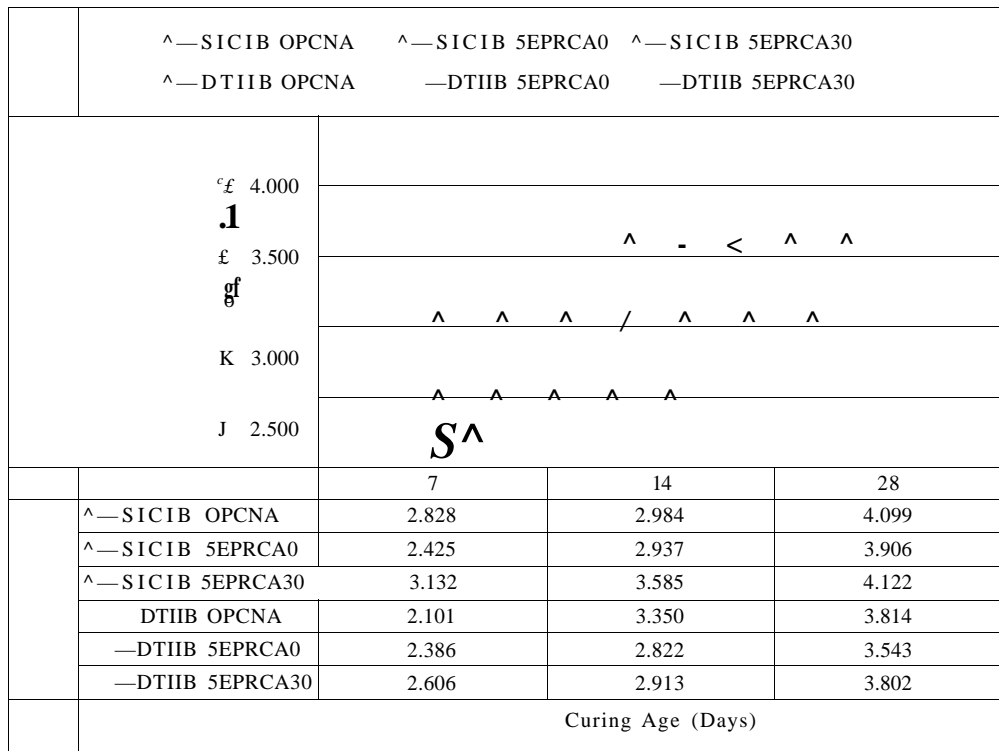 ^—SICIB OPCNA ^—SICIB 5EPRCA0 ^—SICIB 5EPRCA30
^—DTIIB OPCNA —DTIIB 5EPRCA0 —DTIIB 5EPRCA30
c£ 4.000
.1
^ - < ^ ^
£ 3.500
gf
o
^ ^ ^ / ^ ^ ^
K 3.000
^ ^ ^ ^ ^
J 2.500
S^
7 14 28
^—SICIB OPCNA 2.828 2.984 4.099
^—SICIB 5EPRCA0 2.425 2.937 3.906
^—SICIB 5EPRCA30 3.132 3.585 4.122
DTIIB OPCNA 2.101 3.350 3.814
—DTIIB 5EPRCA0 2.386 2.822 3.543
—DTIIB 5EPRCA30 2.606 2.913 3.802
Curing Age (Days)